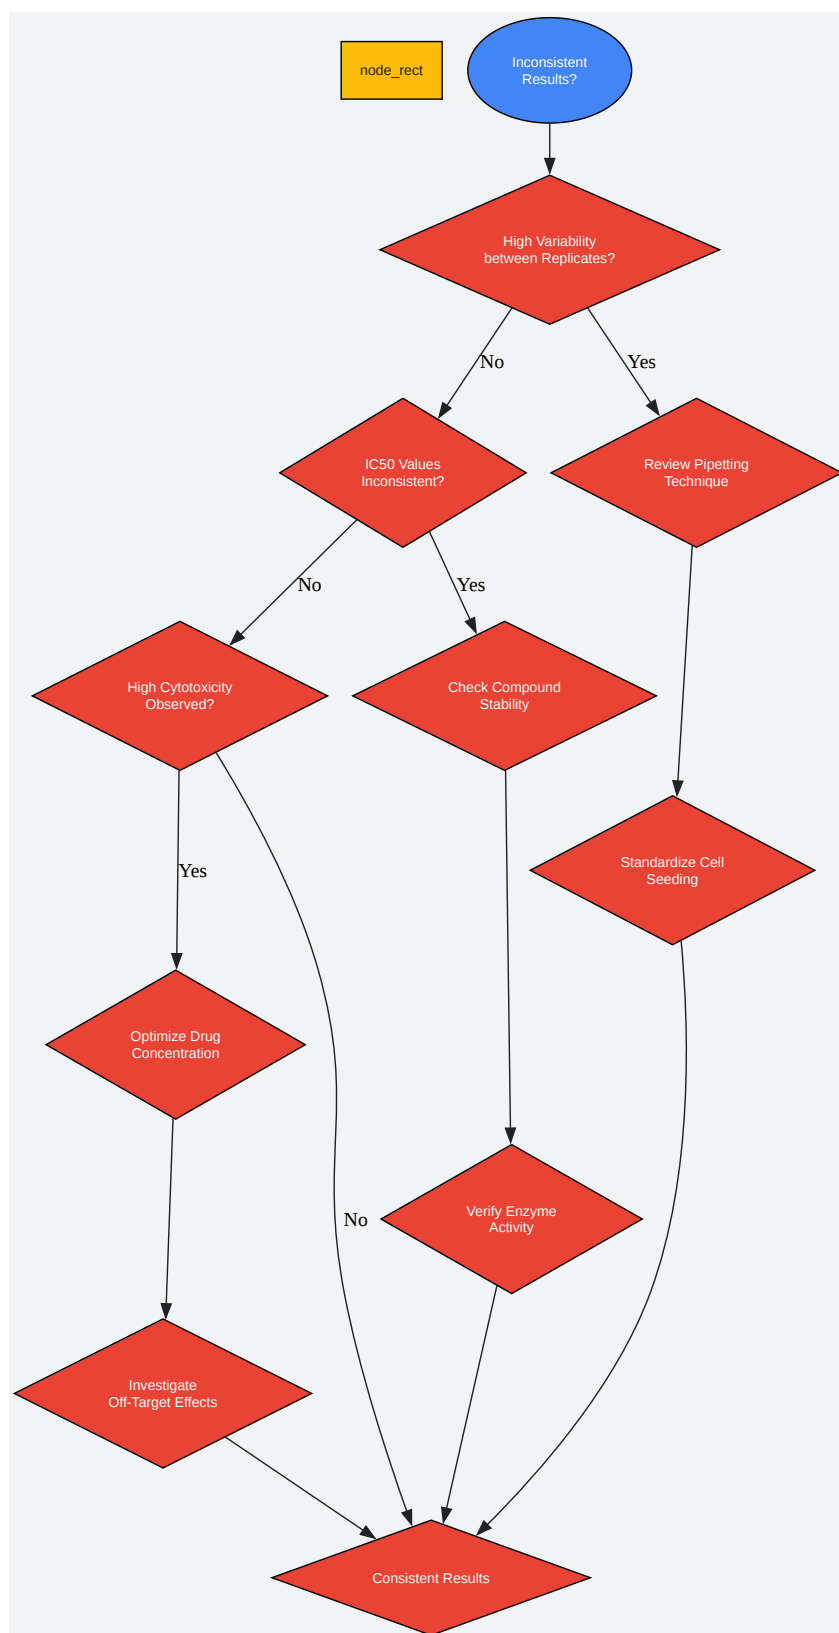 node_rect
Inconsistent
Results?
High Variability
between Replicates?
No
Yes
IC50 Values
Inconsistent?
Review Pipetting
Technique
No
Yes
High Cytotoxicity
Observed?
Check Compound
Stability
Yes
Standardize Cell
Seeding
Optimize Drug
Concentration
No
Verify Enzyme
Activity
Investigate
Off-Target Effects
Consistent Results